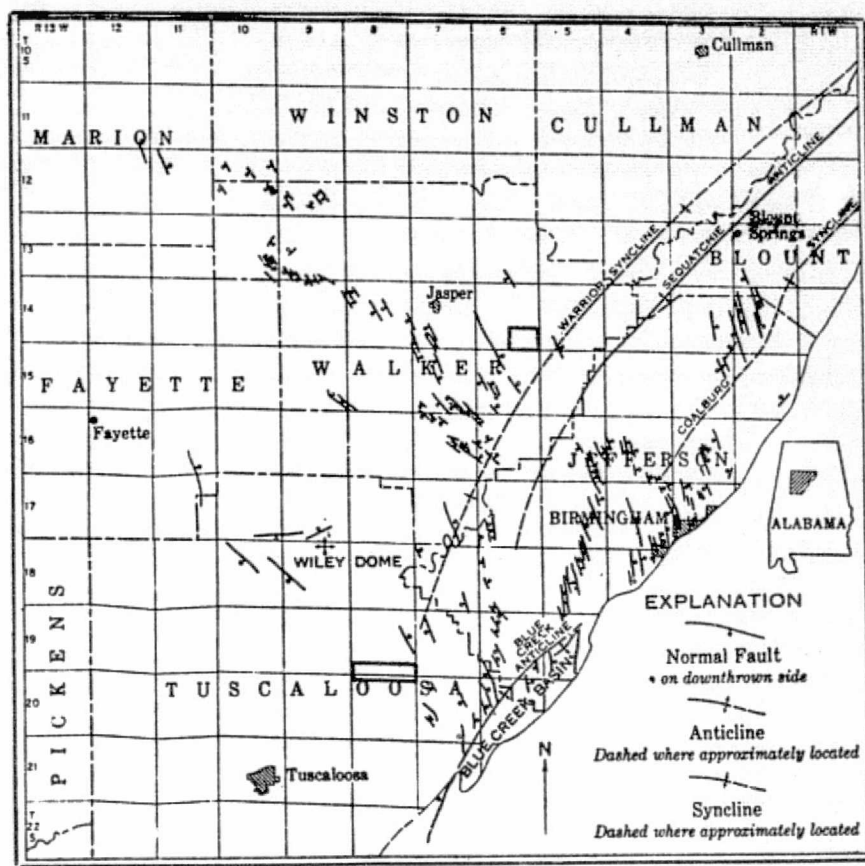 R 13 W
12
11
10
9
8
7
6
5
4
3
2
R 1 W
T
10
S
Cullman
WINSTON
CULLMAN
MARION
11
12
ANTICLINE
Blount
Springs
SYNCLINE
WARRIOR SYNCLINE
SEQUATCHIE
BLOUNT
13
Jasper
14
WALKER
FAYETTE
15
COALBURG
Fayette
16
JEFFERSON
17
BIRMINGHAM
ALABAMA
WILEY DOME
18
EXPLANATION
PICKENS
BLUE
CREEK
ANTICLINE
19
Normal Fault
on downthrown side
TUSCALOOSA
20
BLUE CREEK BASIN
Anticline
Dashed where approximately located
N
21
Tuscaloosa
Syncline
T
22
S
Dashed where approximately located